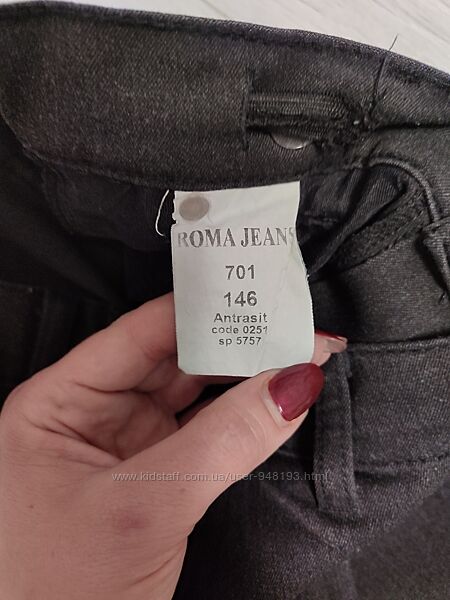 ROMA JEANS
701
146
Antrasit
code 0251
sp 5757
www.kidstaff.com.ua/user-948193.html